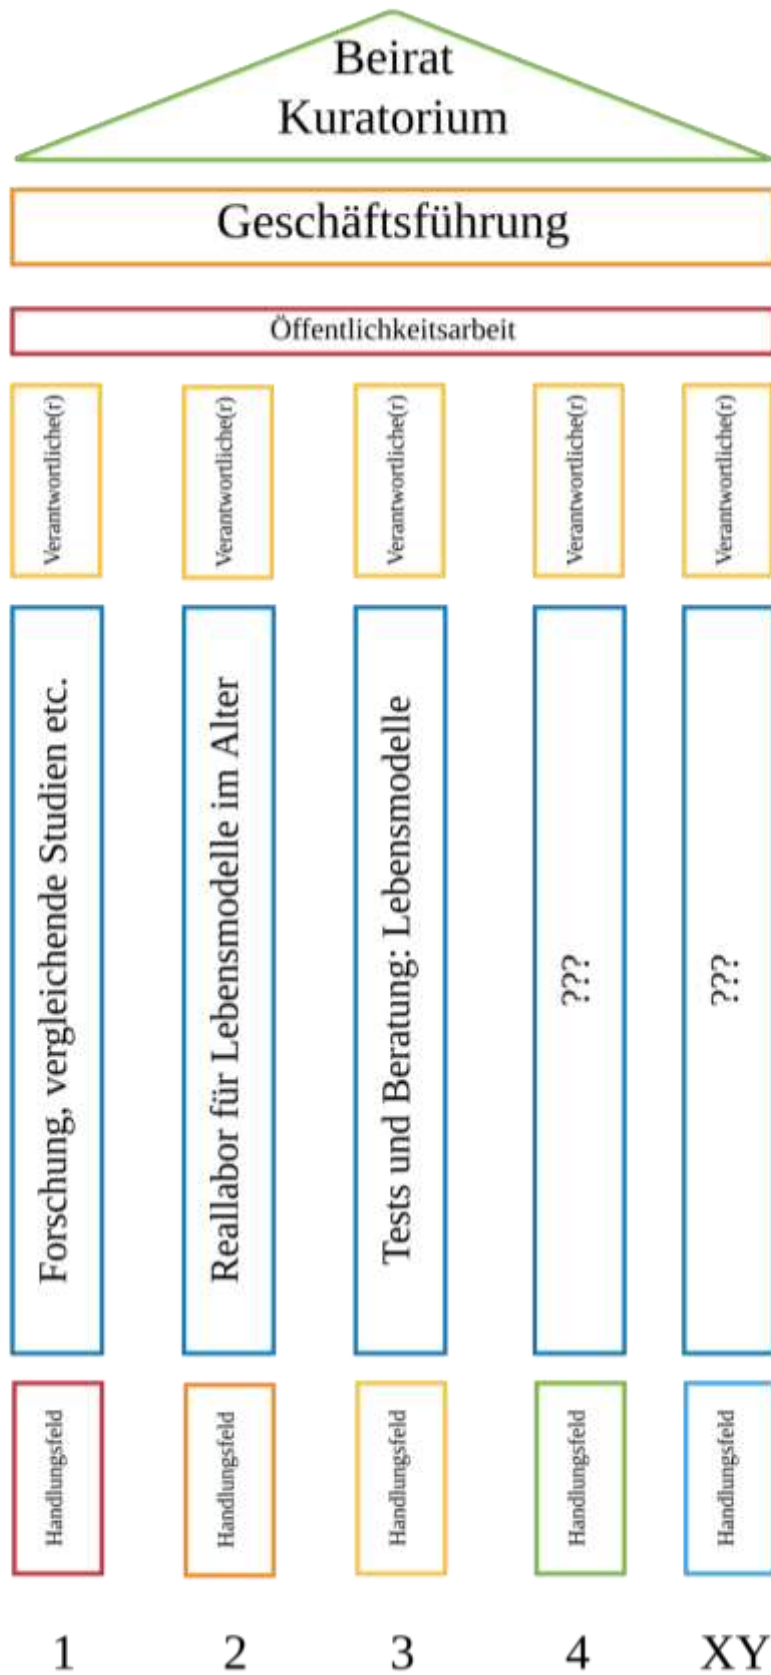 Beirat
Kuratorium
Geschäftsführung
Öffentlichkeitsarbeit
Verantwortliche(r)
Verantwortliche(r)
Verantwortliche(r)
Verantwortliche(r)
Verantwortliche(r)
Forschung, vergleichende Studien etc.
Reallabor für Lebensmodelle im Alter
Tests und Beratung: Lebensmodelle
???
???
Handlungsfeld
Handlungsfeld
Handlungsfeld
Handlungsfeld
Handlungsfeld
1
2
3
4
XY